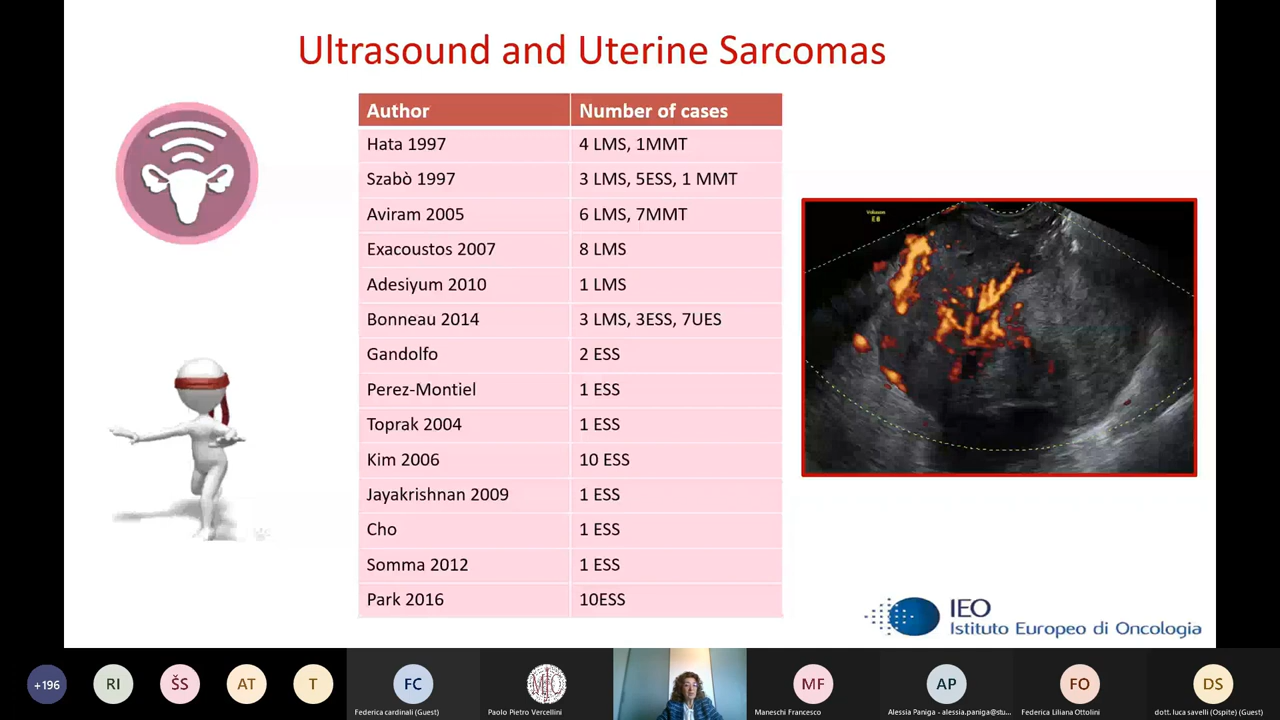 Ultrasound and Uterine Sarcomas
Author Number of cases
Hata 1997 4 LMS, 1MMT
Szabò 1997 3 LMS, 5ESS, 1 MMT
Aviram 2005 6 LMS, 7MMT
Exacoustos 2007 8 LMS
Adesiyum 2010 1 LMS
Bonneau 2014 3 LMS, 3ESS, 7UES
Gandolfo 2 ESS
Perez-Montiel 1 ESS
Toprak 2004 1 ESS
Kim 2006 10 ESS
Jayakrishnan 2009 1 ESS
Cho 1 ESS
Somma 2012 1 ESS
Park 2016 10ESS
Voluson
E8
IEO
Istituto Europeo di Oncologia
+196 RI ŠS AT T FC MF AP FO DS
Federica cardinali (Guest) Paolo Pietro Vercellini Maneschi Francesco Alessia Paniga - alessia.paniga@stu... Federica Liliana Ottolini dott. luca savelli (Ospite) (Guest)